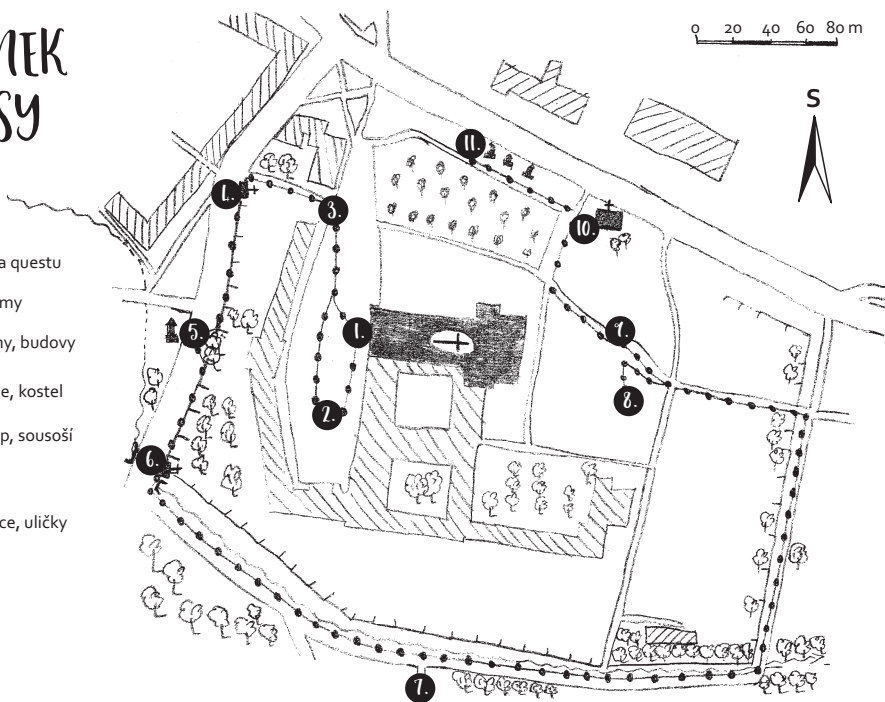 NEK
SY
0 20 40 60 80 m
S
a questu
my
ny, budovy
e, kostel
p, sousoší
ce, uličky
11.
4.
3.
10.
1.
5.
9.
2.
8.
6.
7.